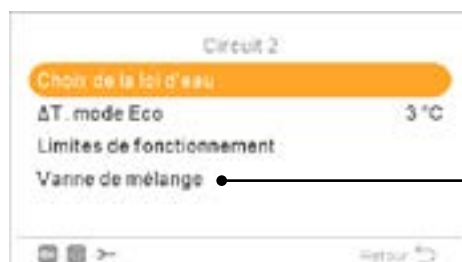 Circuit 2
Choix de la loi d'eau
ΔT. mode Eco 3 °C
Limites de fonctionnement
Vanne de mélange
Retour